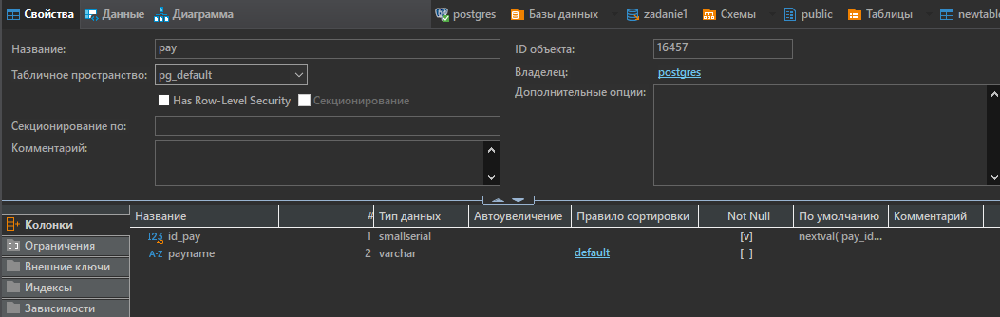 Свойства Данные Диаграмма postgres Базы данных zadanie1 Схемы public Таблицы newtable
Название: pay ID объекта: 16457
Табличное пространство: pg_default Владелец: postgres
Has Row-Level Security Секционирование Дополнительные опции:
Секционирование по:
Комментарий:
Название # Тип данных Автоувеличение Правило сортировки Not Null По умолчанию Комментарий
Колонки
123 id_pay 1 smallserial [v] nextval('pay_id...
Ограничения
A-Z payname 2 varchar default [ ]
Внешние ключи
Индексы
Зависимости